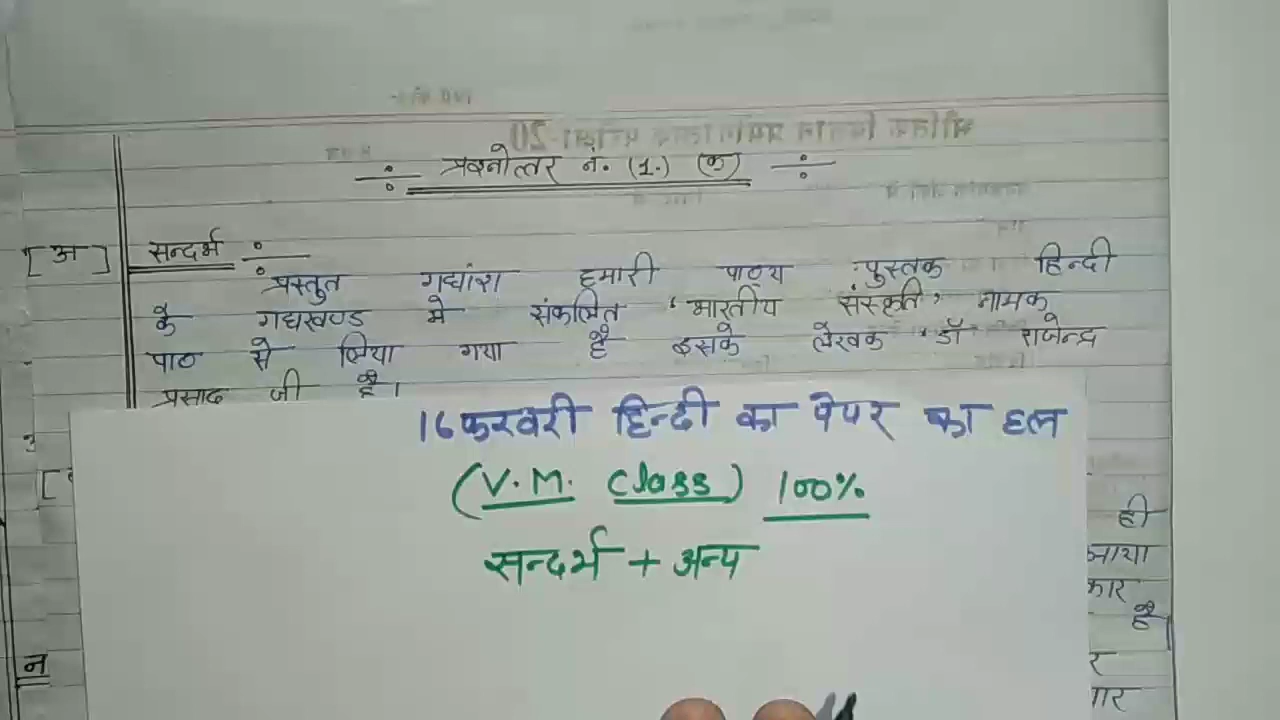 प्रश्नोत्तर नं. (1.) (क)
[अ] सन्दर्भ
प्रस्तुत गद्यांश हमारी पाठ्य पुस्तक हिन्दी
के गद्यखण्ड मे संकलित 'भारतीय संस्कृती' नामक
पाठ से लिया गया है इसके लेखक 'डॉ राजेन्द्र
प्रसाद जी है।
16 फरवरी हिन्दी का पेपर का हल
(V.M. Class) 100%
सन्दर्भ + अन्य
ही
कार
है।
न
र